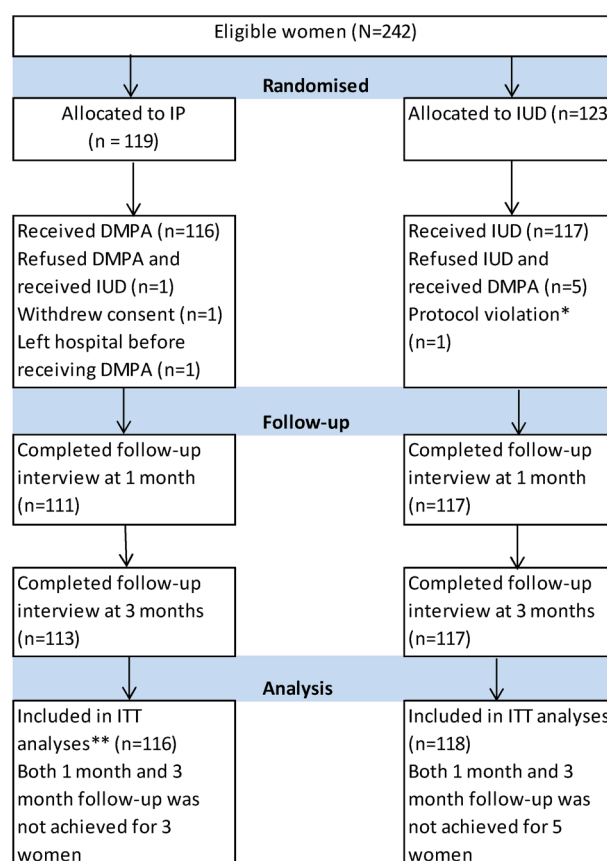 Eligible women (N=242)
Randomised
Allocated to IP
(n = 119)
Allocated to IUD (n=123
Received DMPA (n=116)
Refused DMPA and
received IUD (n=1)
Withdrew consent (n=1)
Left hospital before
receiving DMPA (n=1)
Received IUD (n=117)
Refused IUD and
received DMPA (n=5)
Protocol violation*
(n=1)
Follow-up
Completed follow-up
interview at 1 month
(n=111)
Completed follow-up
interview at 1 month
(n=117)
Completed follow-up
interview at 3 months
(n=113)
Completed follow-up
interview at 3 months
(n=117)
Analysis
Included in ITT
analyses** (n=116)
Both 1 month and 3
month follow-up was
not achieved for 3
women
Included in ITT analyses
(n=118)
Both 1 month and 3
month follow-up was
not achieved for 5
women